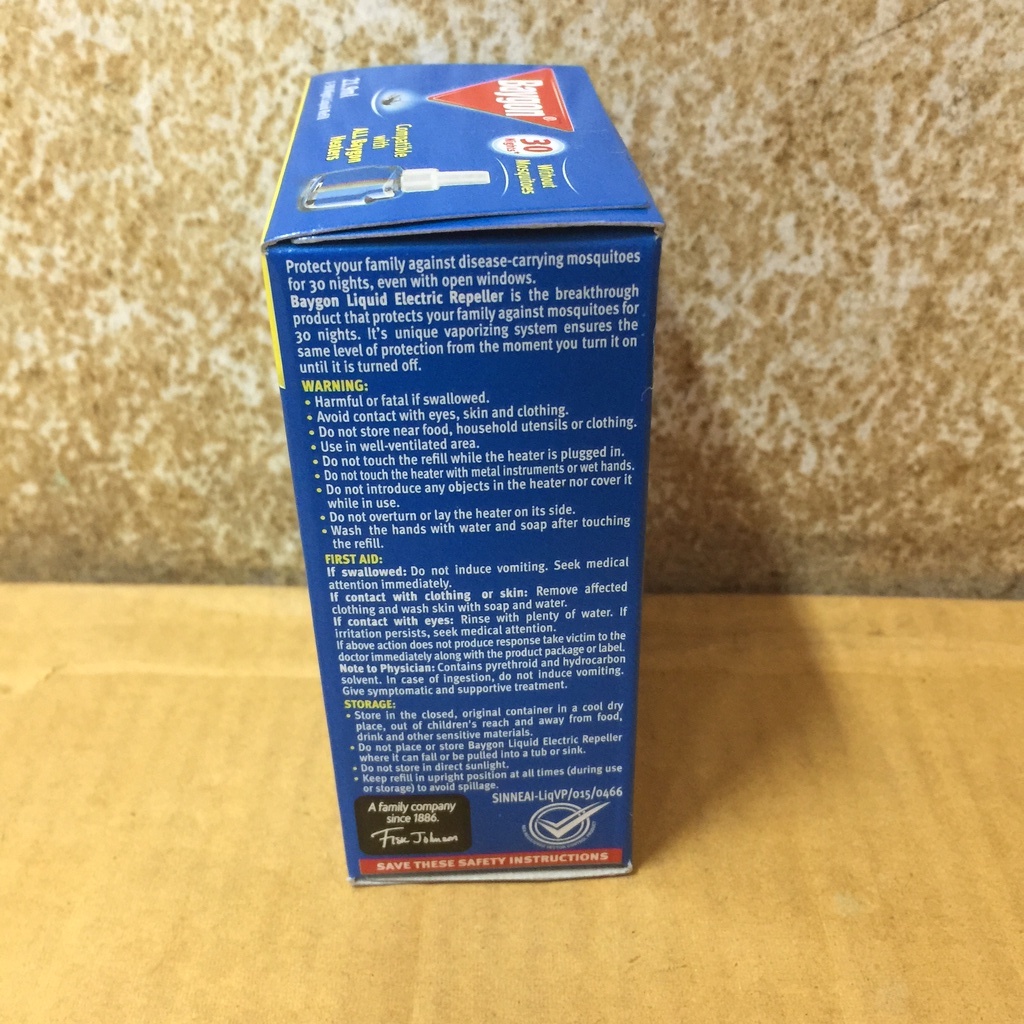 Baygon®
30
Nights
Without
Mosquitoes
Compatible
with
ALL Baygon
Heaters
Protect your family against disease-carrying mosquitoes
for 30 nights, even with open windows.
Baygon Liquid Electric Repeller is the breakthrough
product that protects your family against mosquitoes for
30 nights. It's unique vaporizing system ensures the
same level of protection from the moment you turn it on
until it is turned off.
WARNING:
• Harmful or fatal if swallowed.
• Avoid contact with eyes, skin and clothing.
• Do not store near food, household utensils or clothing.
• Use in well-ventilated area.
• Do not touch the refill while the heater is plugged in.
• Do not touch the heater with metal instruments or wet hands.
• Do not introduce any objects in the heater nor cover it
while in use.
• Do not overturn or lay the heater on its side.
• Wash the hands with water and soap after touching
the refill.
FIRST AID:
If swallowed: Do not induce vomiting. Seek medical
attention immediately.
If contact with clothing or skin: Remove affected
clothing and wash skin with soap and water.
If contact with eyes: Rinse with plenty of water. If
irritation persists, seek medical attention.
If above action does not produce response take victim to the
doctor immediately along with the product package or label.
Note to Physician: Contains pyrethroid and hydrocarbon
solvent. In case of ingestion, do not induce vomiting.
Give symptomatic and supportive treatment.
STORAGE:
• Store in the closed, original container in a cool dry
place, out of children's reach and away from food,
drink and other sensitive materials.
• Do not place or store Baygon Liquid Electric Repeller
where it can fall or be pulled into a tub or sink.
• Do not store in direct sunlight.
• Keep refill in upright position at all times (during use
or storage) to avoid spillage.
SINNEAI-LiqVP/015/0466
A family company
since 1886.
Fisk Johnson
SAVE THESE SAFETY INSTRUCTIONS